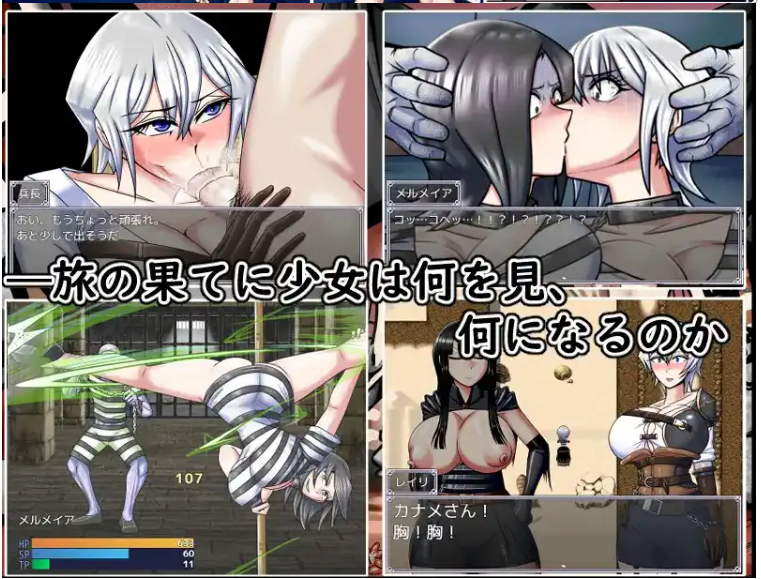 兵長
おい、もうちょっと頑張れ。
あと少しで出そうだ
メルメイア
コッ…コヘッ…！！？！？！？？！？
―旅の果てに少女は何を見、
何になるのか
107
メルメイア
HP 633
SP 60
TP 11
レイリ
カナメさん！
胸！胸！